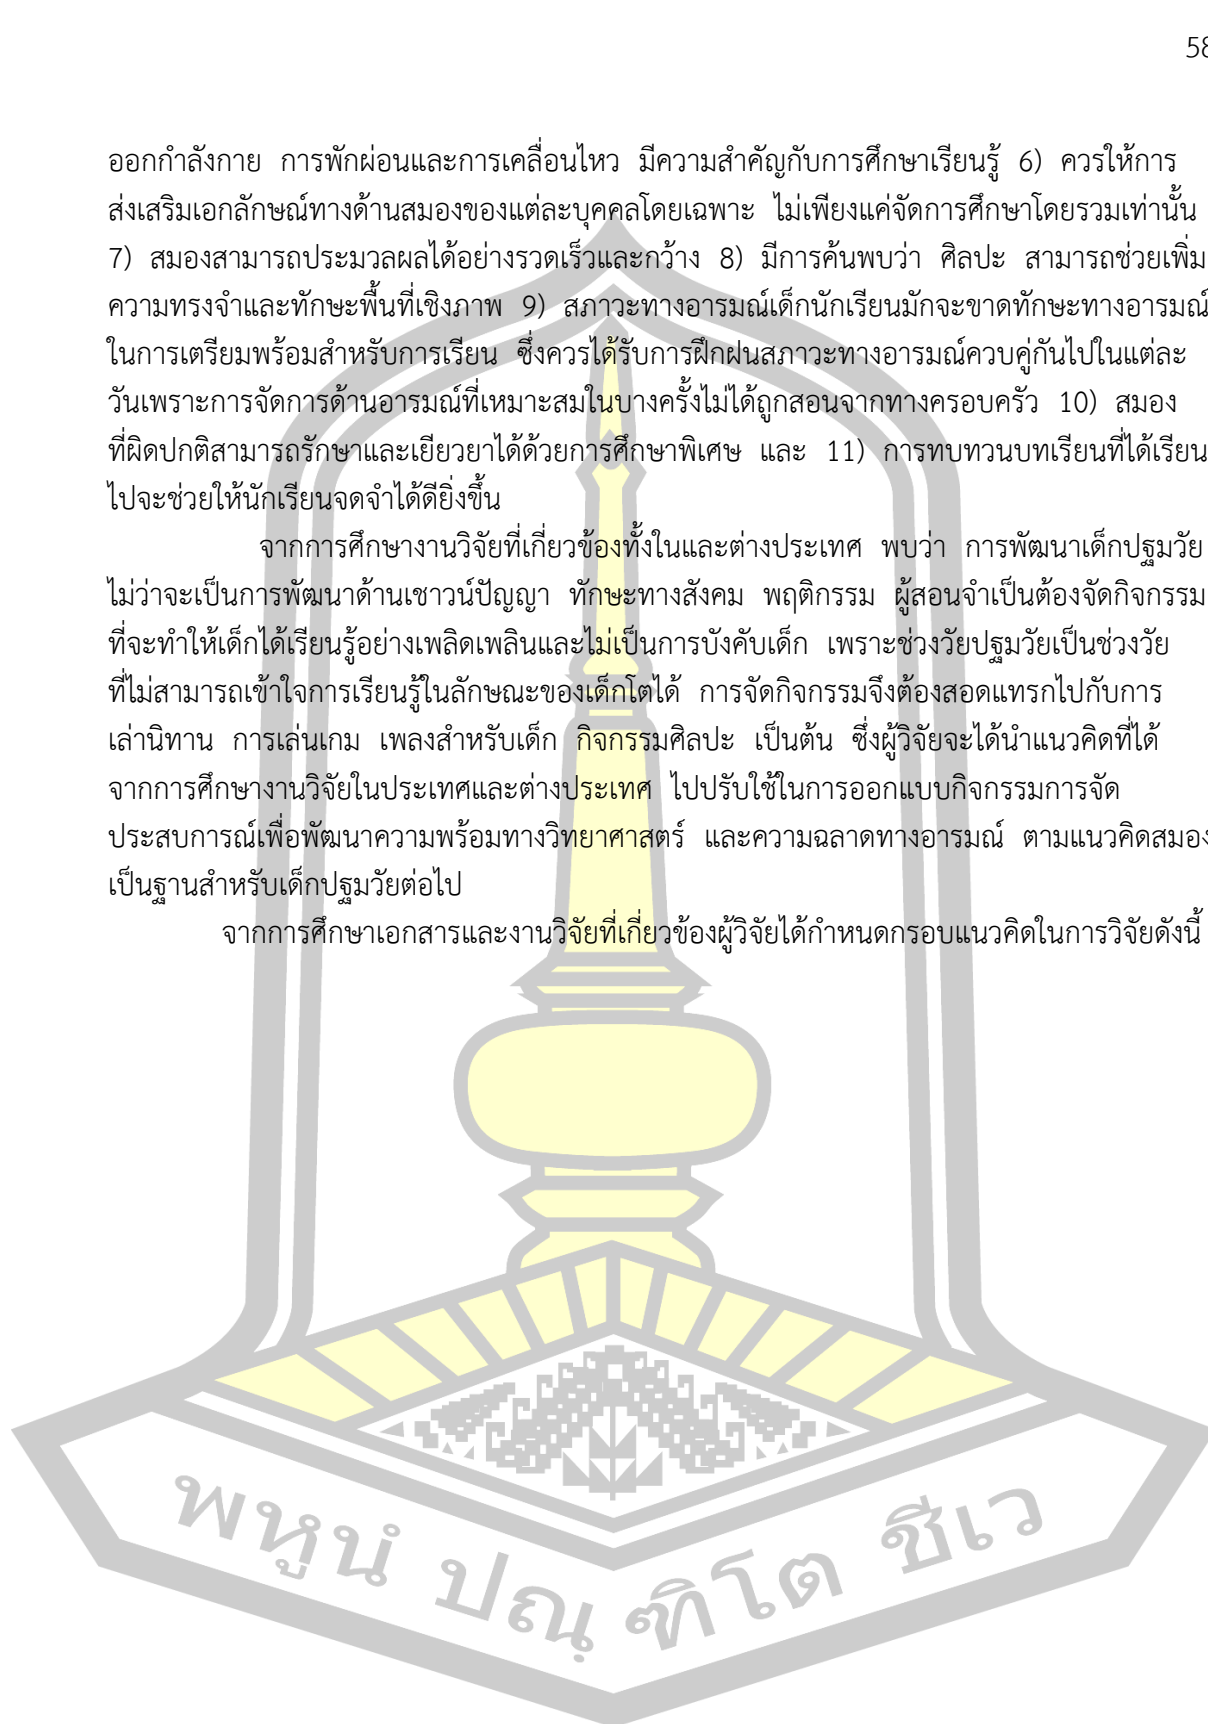 58
ออกกำลังกาย การพักผ่อนและการเคลื่อนไหว มีความสำคัญกับการศึกษาเรียนรู้ 6) ควรให้การ
ส่งเสริมเอกลักษณ์ทางด้านสมองของแต่ละบุคคลโดยเฉพาะ ไม่เพียงแค่จัดการศึกษาโดยรวมเท่านั้น
7) สมองสามารถประมวลผลได้อย่างรวดเร็วและกว้าง 8) มีการค้นพบว่า ศิลปะ สามารถช่วยเพิ่ม
ความทรงจำและทักษะพื้นที่เชิงภาพ 9) สภาวะทางอารมณ์เด็กนักเรียนมักจะขาดทักษะทางอารมณ์
ในการเตรียมพร้อมสำหรับการเรียน ซึ่งควรได้รับการฝึกฝนสภาวะทางอารมณ์ควบคู่กันไปในแต่ละ
วันเพราะการจัดการด้านอารมณ์ที่เหมาะสมในบางครั้งไม่ได้ถูกสอนจากทางครอบครัว 10) สมอง
ที่ผิดปกติสามารถรักษาและเยียวยาได้ด้วยการศึกษาพิเศษ และ 11) การทบทวนบทเรียนที่ได้เรียน
ไปจะช่วยให้นักเรียนจดจำได้ดียิ่งขึ้น
จากการศึกษางานวิจัยที่เกี่ยวข้องทั้งในและต่างประเทศ พบว่า การพัฒนาเด็กปฐมวัย
ไม่ว่าจะเป็นการพัฒนาด้านเชาวน์ปัญญา ทักษะทางสังคม พฤติกรรม ผู้สอนจำเป็นต้องจัดกิจกรรม
ที่จะทำให้เด็กได้เรียนรู้อย่างเพลิดเพลินและไม่เป็นการบังคับเด็ก เพราะช่วงวัยปฐมวัยเป็นช่วงวัย
ที่ไม่สามารถเข้าใจการเรียนรู้ในลักษณะของเด็กโตได้ การจัดกิจกรรมจึงต้องสอดแทรกไปกับการ
เล่านิทาน การเล่นเกม เพลงสำหรับเด็ก กิจกรรมศิลปะ เป็นต้น ซึ่งผู้วิจัยจะได้นำแนวคิดที่ได้
จากการศึกษางานวิจัยในประเทศและต่างประเทศ ไปปรับใช้ในการออกแบบกิจกรรมการจัด
ประสบการณ์เพื่อพัฒนาความพร้อมทางวิทยาศาสตร์ และความฉลาดทางอารมณ์ ตามแนวคิดสมอง
เป็นฐานสำหรับเด็กปฐมวัยต่อไป
จากการศึกษาเอกสารและงานวิจัยที่เกี่ยวข้องผู้วิจัยได้กำหนดกรอบแนวคิดในการวิจัยดังนี้
พหูนํ ปณฺ ฑิโต ชีเว